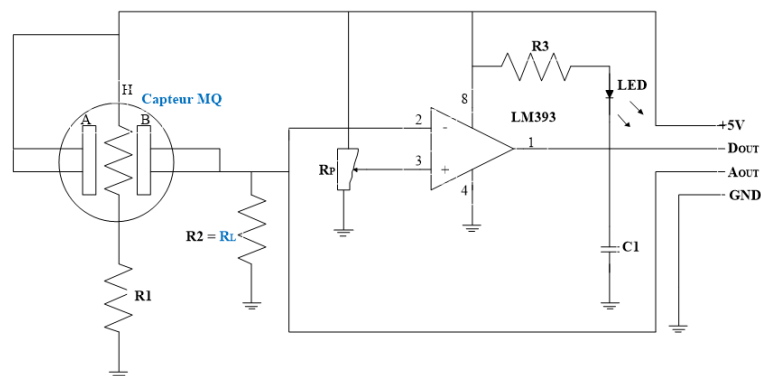 R3
H
LED
Capteur MQ
8
LM393
A
B
2
-
+5V
1
DOUT
3
+
RP
AOUT
4
GND
R2 = RL
C1
R1